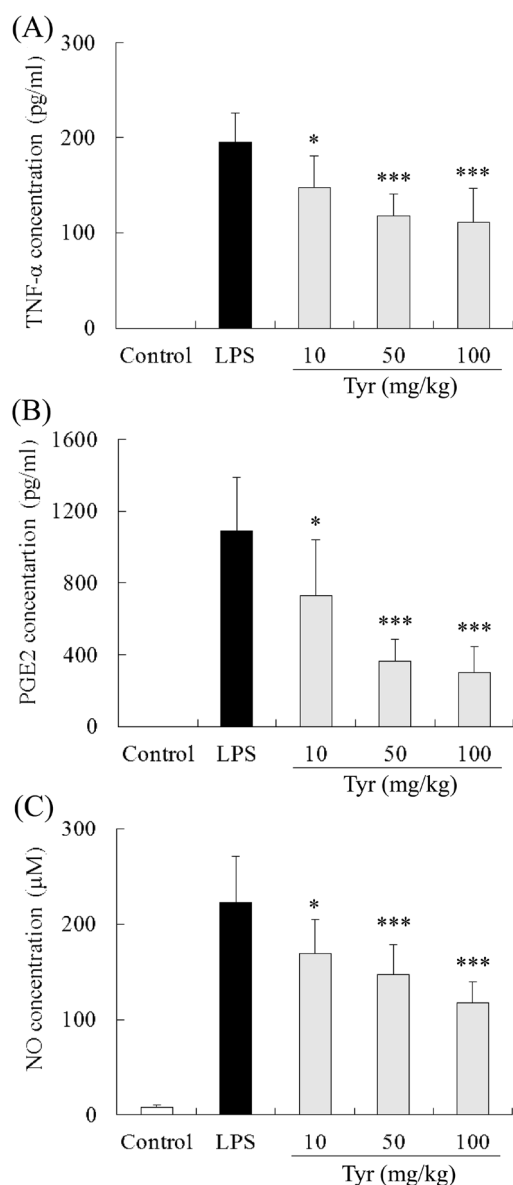 (A)
TNF-α concentration (pg/ml)
300
200
100
0
*
***
***
Control LPS 10 50 100
Tyr (mg/kg)
(B)
PGE2 concentartion (pg/ml)
1600
1200
800
400
0
*
***
***
Control LPS 10 50 100
Tyr (mg/kg)
(C)
NO concentration (μM)
300
200
100
0
*
***
***
Control LPS 10 50 100
Tyr (mg/kg)